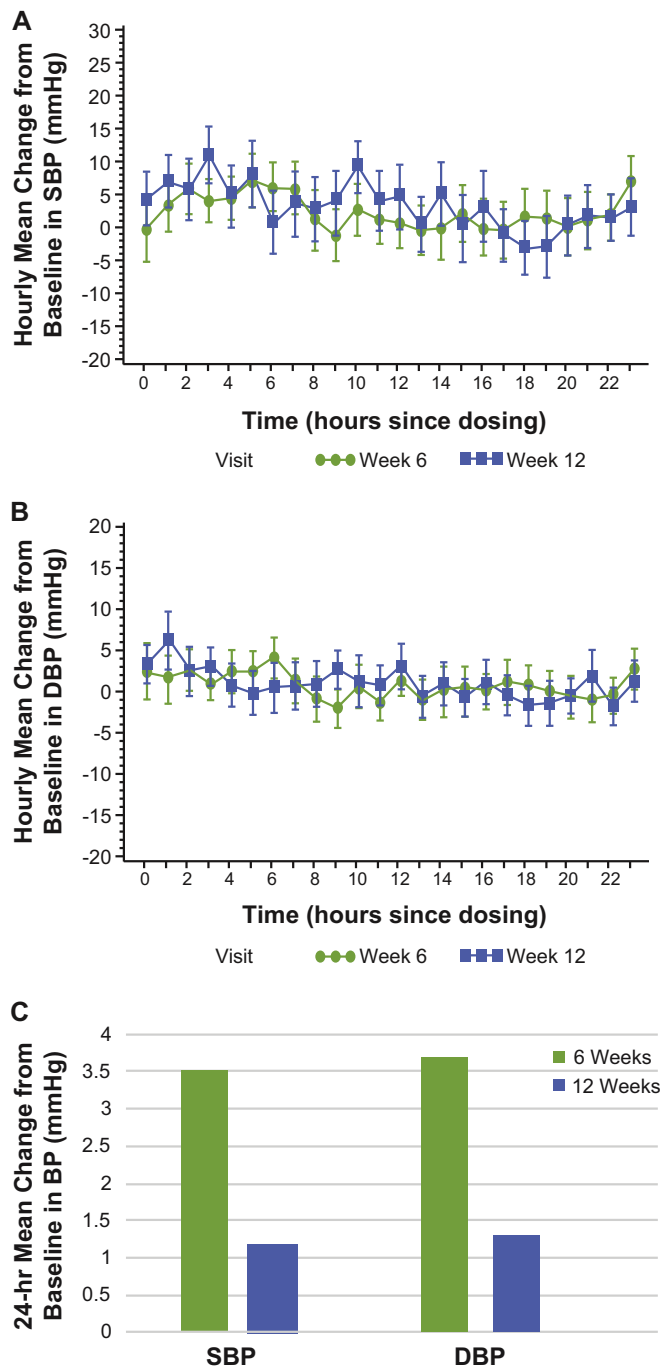 A
Hourly Mean Change from
Baseline in SBP (mmHg)
30
25
20
15
10
5
0
-5
-10
-15
-20
0 2 4 6 8 10 12 14 16 18 20 22
Time (hours since dosing)
Visit Week 6 Week 12
B
Hourly Mean Change from
Baseline in DBP (mmHg)
20
15
10
5
0
-5
-10
-15
-20
0 2 4 6 8 10 12 14 16 18 20 22
Time (hours since dosing)
Visit Week 6 Week 12
C
24-hr Mean Change from
Baseline in BP (mmHg)
4
3.5
3
2.5
2
1.5
1
0.5
0
6 Weeks
12 Weeks
SBP DBP